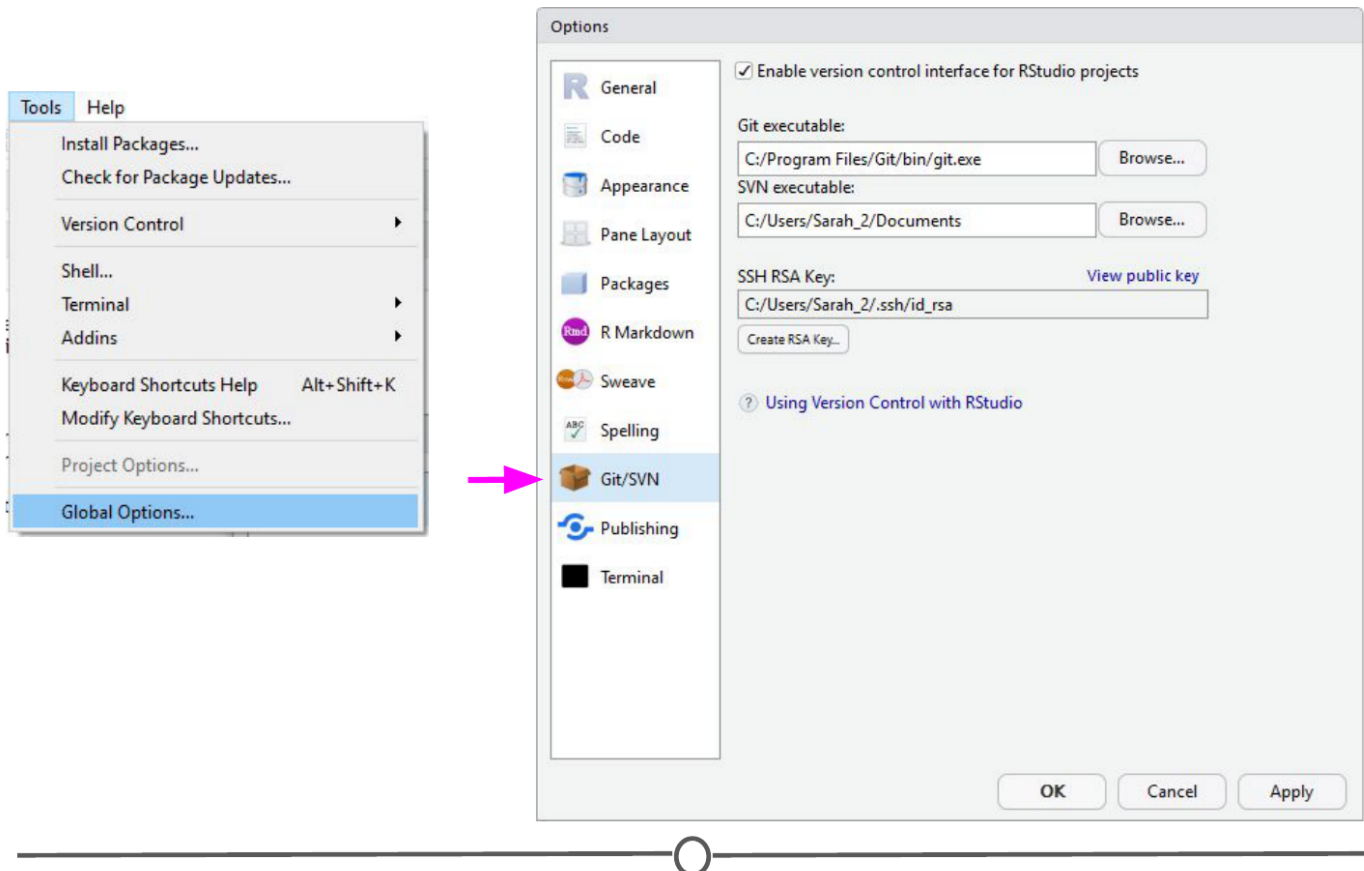 Tools Help
Install Packages...
Check for Package Updates...
Version Control
Shell...
Terminal
Addins
Keyboard Shortcuts Help Alt+Shift+K
Modify Keyboard Shortcuts...
Project Options...
Global Options...
Options
General
Code
Appearance
Pane Layout
Packages
Rmd R Markdown
Sweave
ABC Spelling
Git/SVN
Publishing
Terminal
Enable version control interface for RStudio projects
Git executable:
C:/Program Files/Git/bin/git.exe Browse...
SVN executable:
C:/Users/Sarah_2/Documents Browse...
SSH RSA Key: View public key
C:/Users/Sarah_2/.ssh/id_rsa
Create RSA Key...
? Using Version Control with RStudio
OK Cancel Apply